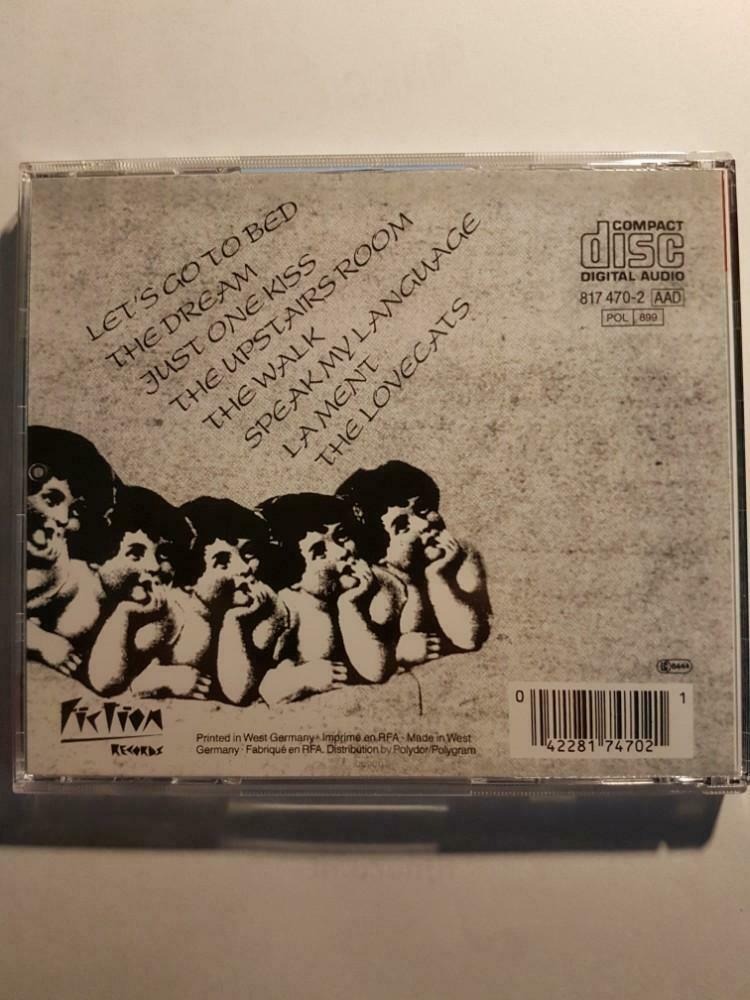 LET'S GO TO BED
THE DREAM
JUST ONE KISS
THE UPSTAIRS ROOM
THE WALK
SPEAK MY LANGUAGE
LAMENT
THE LOVECATS
COMPACT
disc
DIGITAL AUDIO
817 470-2 AAD
POL 899
Fiction
RECORDS
Printed in West Germany · Imprimé en RFA · Made in West
Germany · Fabriqué en RFA. Distribution by Polydor/Polygram
0 42281 74702 1